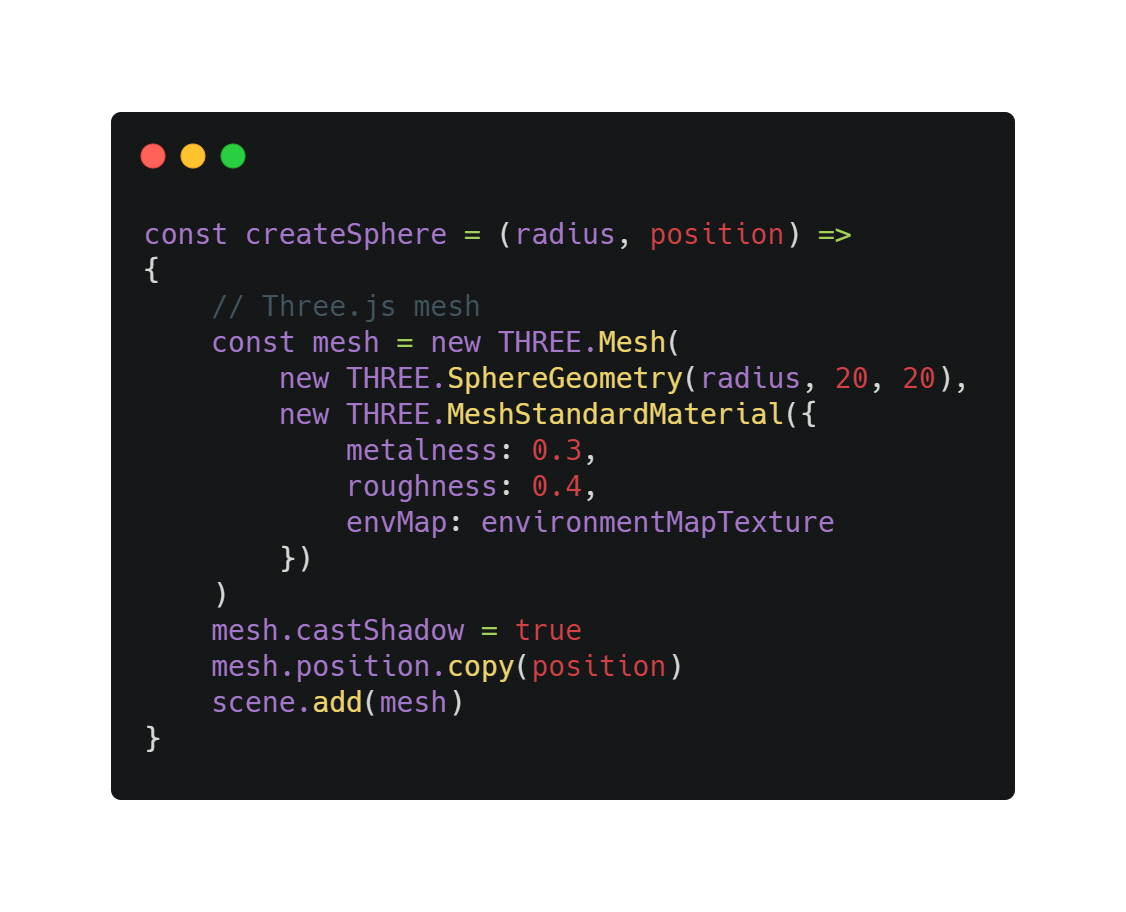 const createSphere = (radius, position) =>
{
    // Three.js mesh
    const mesh = new THREE.Mesh(
        new THREE.SphereGeometry(radius, 20, 20),
        new THREE.MeshStandardMaterial({
            metalness: 0.3,
            roughness: 0.4,
            envMap: environmentMapTexture
        })
    )
    mesh.castShadow = true
    mesh.position.copy(position)
    scene.add(mesh)
}